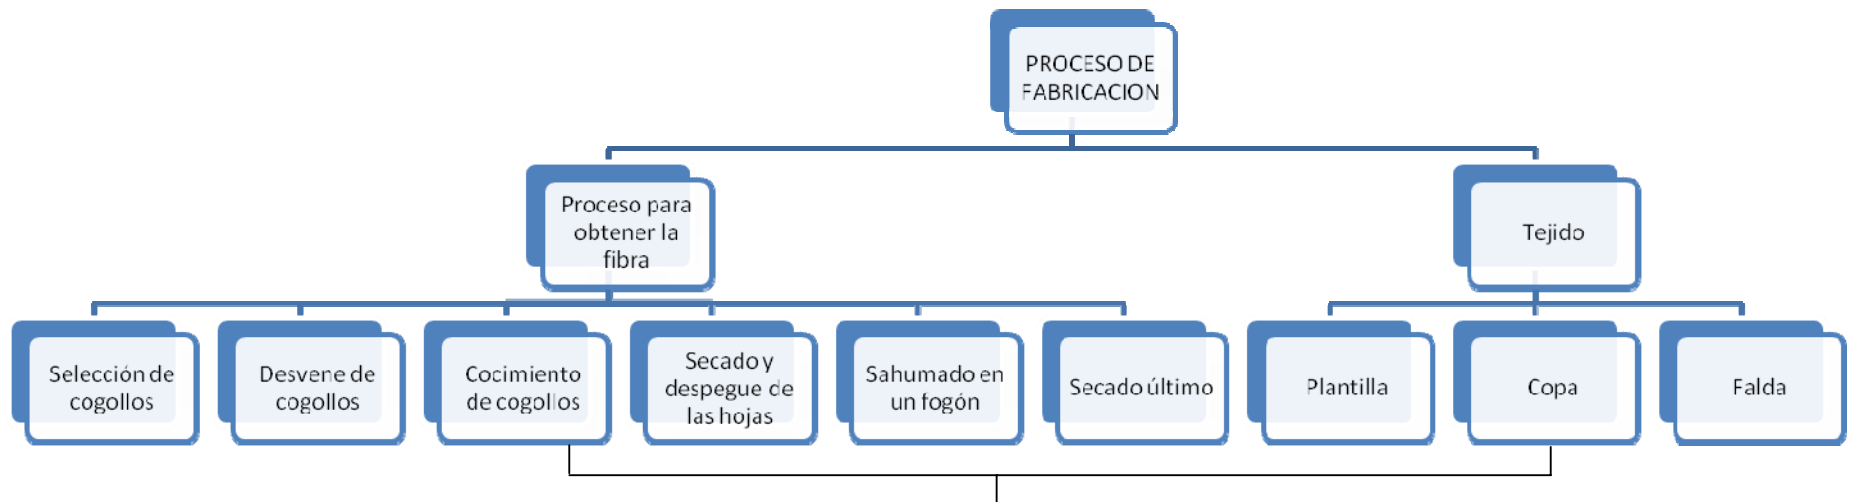 PROCESO DE
FABRICACION
Proceso para
obtener la
fibra
Tejido
Selección de
cogollos
Desvene de
cogollos
Cocimiento
de cogollos
Secado y
despegue de
las hojas
Sahumado en
un fogón
Secado último
Plantilla
Copa
Falda